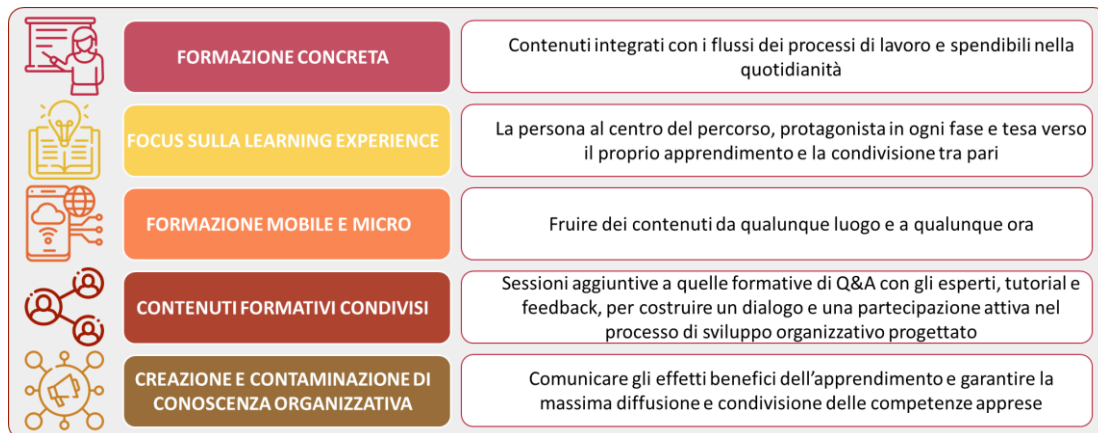 FORMAZIONE CONCRETA
Contenuti integrati con i flussi dei processi di lavoro e spendibili nella
quotidianità
FOCUS SULLA LEARNING EXPERIENCE
La persona al centro del percorso, protagonista in ogni fase e tesa verso
il proprio apprendimento e la condivisione tra pari
FORMAZIONE MOBILE E MICRO
Fruire dei contenuti da qualunque luogo e a qualunque ora
CONTENUTI FORMATIVI CONDIVISI
Sessioni aggiuntive a quelle formative di Q&A con gli esperti, tutorial e
feedback, per costruire un dialogo e una partecipazione attiva nel
processo di sviluppo organizzativo progettato
CREAZIONE E CONTAMINAZIONE DI
CONOSCENZA ORGANIZZATIVA
Comunicare gli effetti benefici dell’apprendimento e garantire la
massima diffusione e condivisione delle competenze apprese